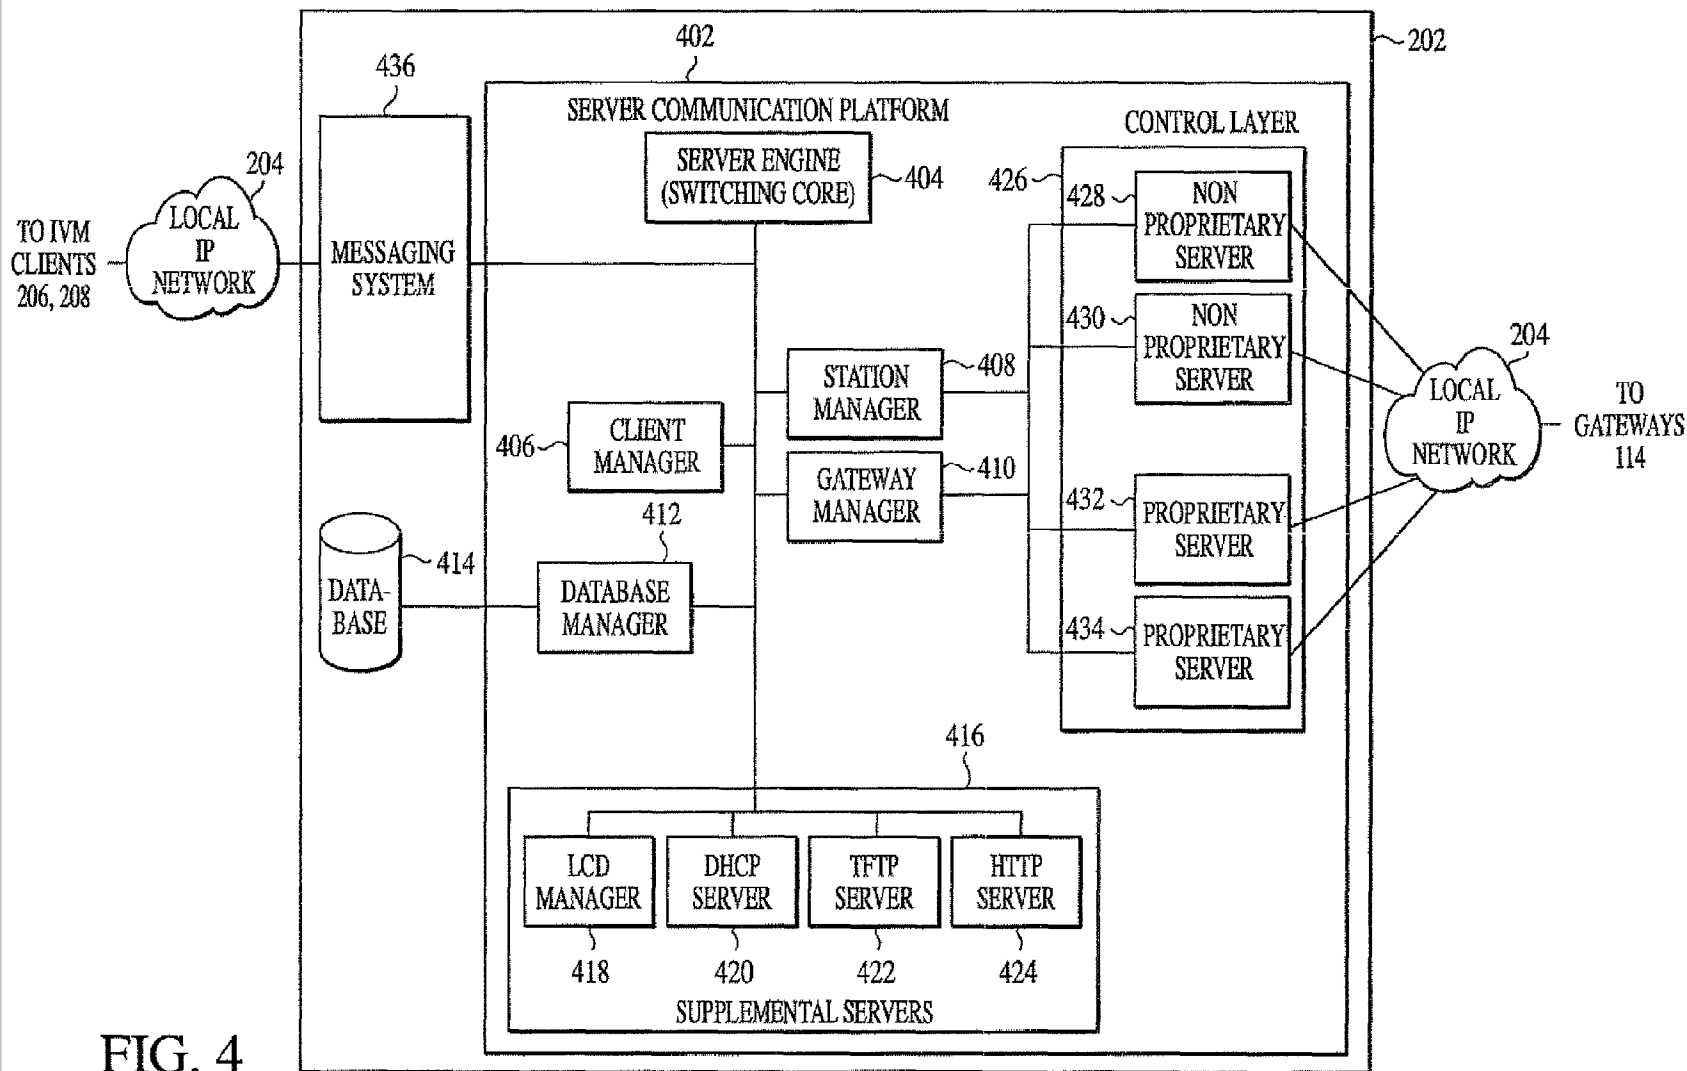 402
202
436
SERVER COMMUNICATION PLATFORM
CONTROL LAYER
SERVER ENGINE
(SWITCHING CORE)
404
204
LOCAL
IP
NETWORK
TO IVM
CLIENTS
206, 208
MESSAGING
SYSTEM
426
428
NON
PROPRIETARY
SERVER
430
NON
PROPRIETARY
SERVER
204
LOCAL
IP
NETWORK
TO
GATEWAYS
114
STATION
MANAGER
408
406
CLIENT
MANAGER
GATEWAY
MANAGER
410
432
PROPRIETARY
SERVER
412
414
DATA-
BASE
DATABASE
MANAGER
434
PROPRIETARY
SERVER
416
LCD
MANAGER
DHCP
SERVER
TFTP
SERVER
HTTP
SERVER
418
420
422
424
SUPPLEMENTAL SERVERS
FIG. 4